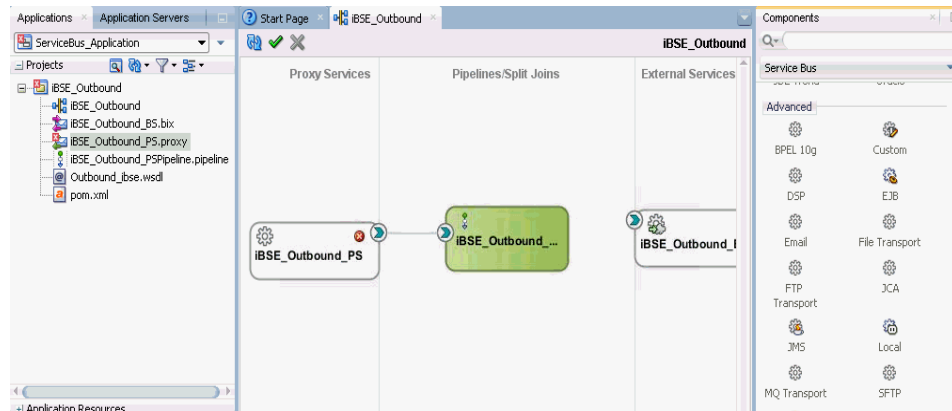 Applications
Application Servers
Start Page
iBSE_Outbound
ServiceBus_Application
Projects
iBSE_Outbound
iBSE_Outbound
iBSE_Outbound_BS.bix
iBSE_Outbound_PS.proxy
iBSE_Outbound_PSPipeline.pipeline
Outbound_ibse.wsdl
pom.xml
iBSE_Outbound
Proxy Services
Pipelines/Split Joins
External Services
iBSE_Outbound_PS
iBSE_Outbound_...
iBSE_Outbound_
Components
Service Bus
Advanced
BPEL 10g
Custom
DSP
EJB
Email
File Transport
FTP
Transport
JCA
JMS
Local
MQ Transport
SFTP
Application Resources